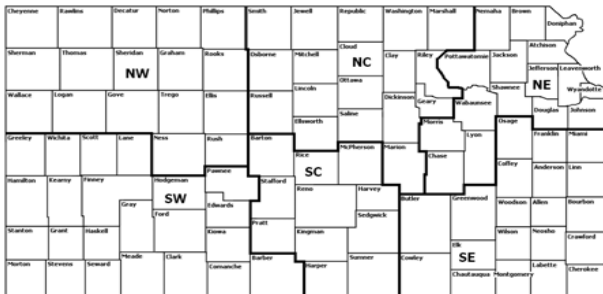 Cheyenne Rawlins Decatur Norton Phillips Smith Jewell Republic Washington Marshall Nemaha Brown
Doniphan
Sherman Thomas Sheridan Graham Rooks Osborne Mitchell Cloud Clay Riley Pottawatomie Jackson Atchison
NW NC NE
Jefferson Leavenworth
Wyandotte
Wallace Logan Gove Trego Ellis Russell Lincoln Ottawa Dickinson Geary Wabaunsee Shawnee
Ellsworth Saline Douglas Johnson
Greeley Wichita Scott Lane Ness Rush Barton Rice McPherson Marion Morris Lyon Osage Franklin Miami
Chase
SC
Hamilton Kearny Finney Hodgeman Pawnee Stafford Reno Harvey Coffey Anderson Linn
SW
Gray Ford Edwards Sedgwick Butler Greenwood Woodson Allen Bourbon
Pratt
Stanton Grant Haskell Kiowa Kingman Wilson Neosho Crawford
Elk
SE
Morton Stevens Seward Meade Clark Comanche Barber Harper Sumner Cowley Chautauqua Montgomery Labette Cherokee